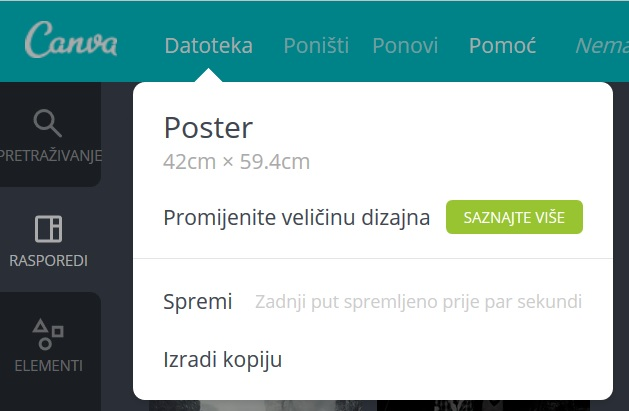 Canva Datoteka Poništi Ponovi Pomoć Nema
PRETRAŽIVANJE
RASPOREDI
ELEMENTI
Poster
42cm × 59.4cm
Promijenite veličinu dizajna SAZNAJTE VIŠE
Spremi Zadnji put spremljeno prije par sekundi
Izradi kopiju